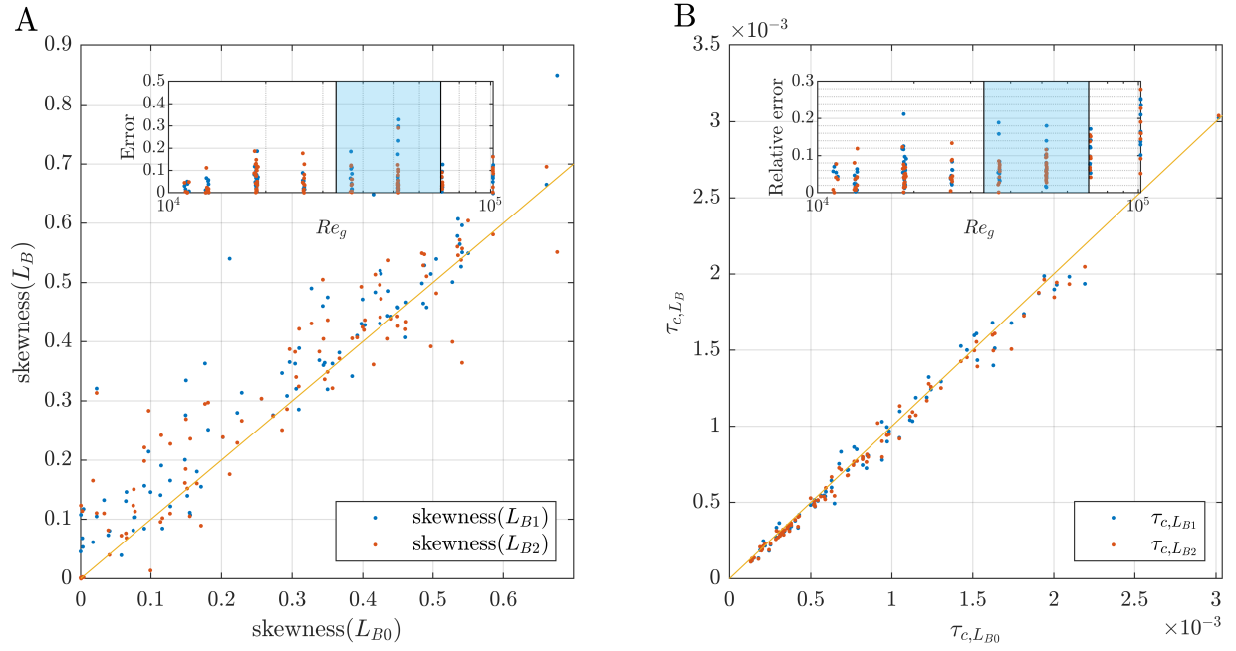 A
skewness(L_B)
0.9
0.8
0.7
0.6
0.5
0.4
0.3
0.2
0.1
0
0 0.1 0.2 0.3 0.4 0.5 0.6
skewness(L_B0)
Error
0.5
0.4
0.3
0.2
0.1
0
10^4 10^5
Re_g
skewness(L_B1)
skewness(L_B2)
B
×10^−3
τ_c,L_B
3.5
3
2.5
2
1.5
1
0.5
0
0 0.5 1 1.5 2 2.5 3
τ_c,L_B0
×10^−3
Relative error
0.3
0.2
0.1
0
10^4 10^5
Re_g
τ_c,L_B1
τ_c,L_B2